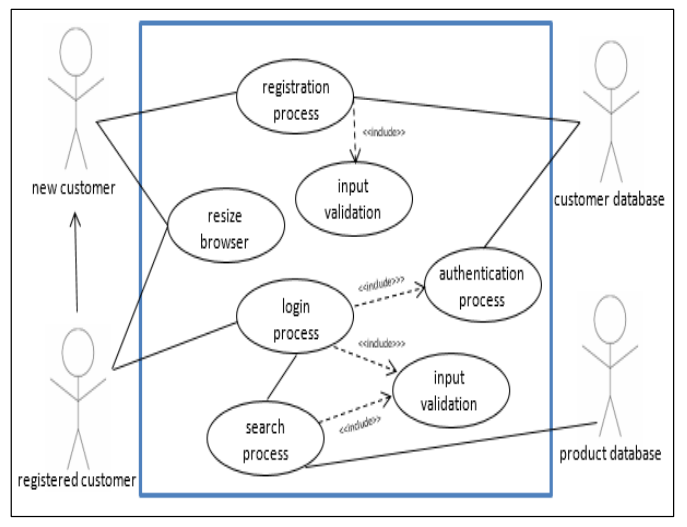 registration
process
<<include>>
new customer
input
validation
customer database
resize
browser
<<include>>>
authentication
process
login
process
<<include>>>
input
validation
search
process
<<include>>>
product database
registered customer